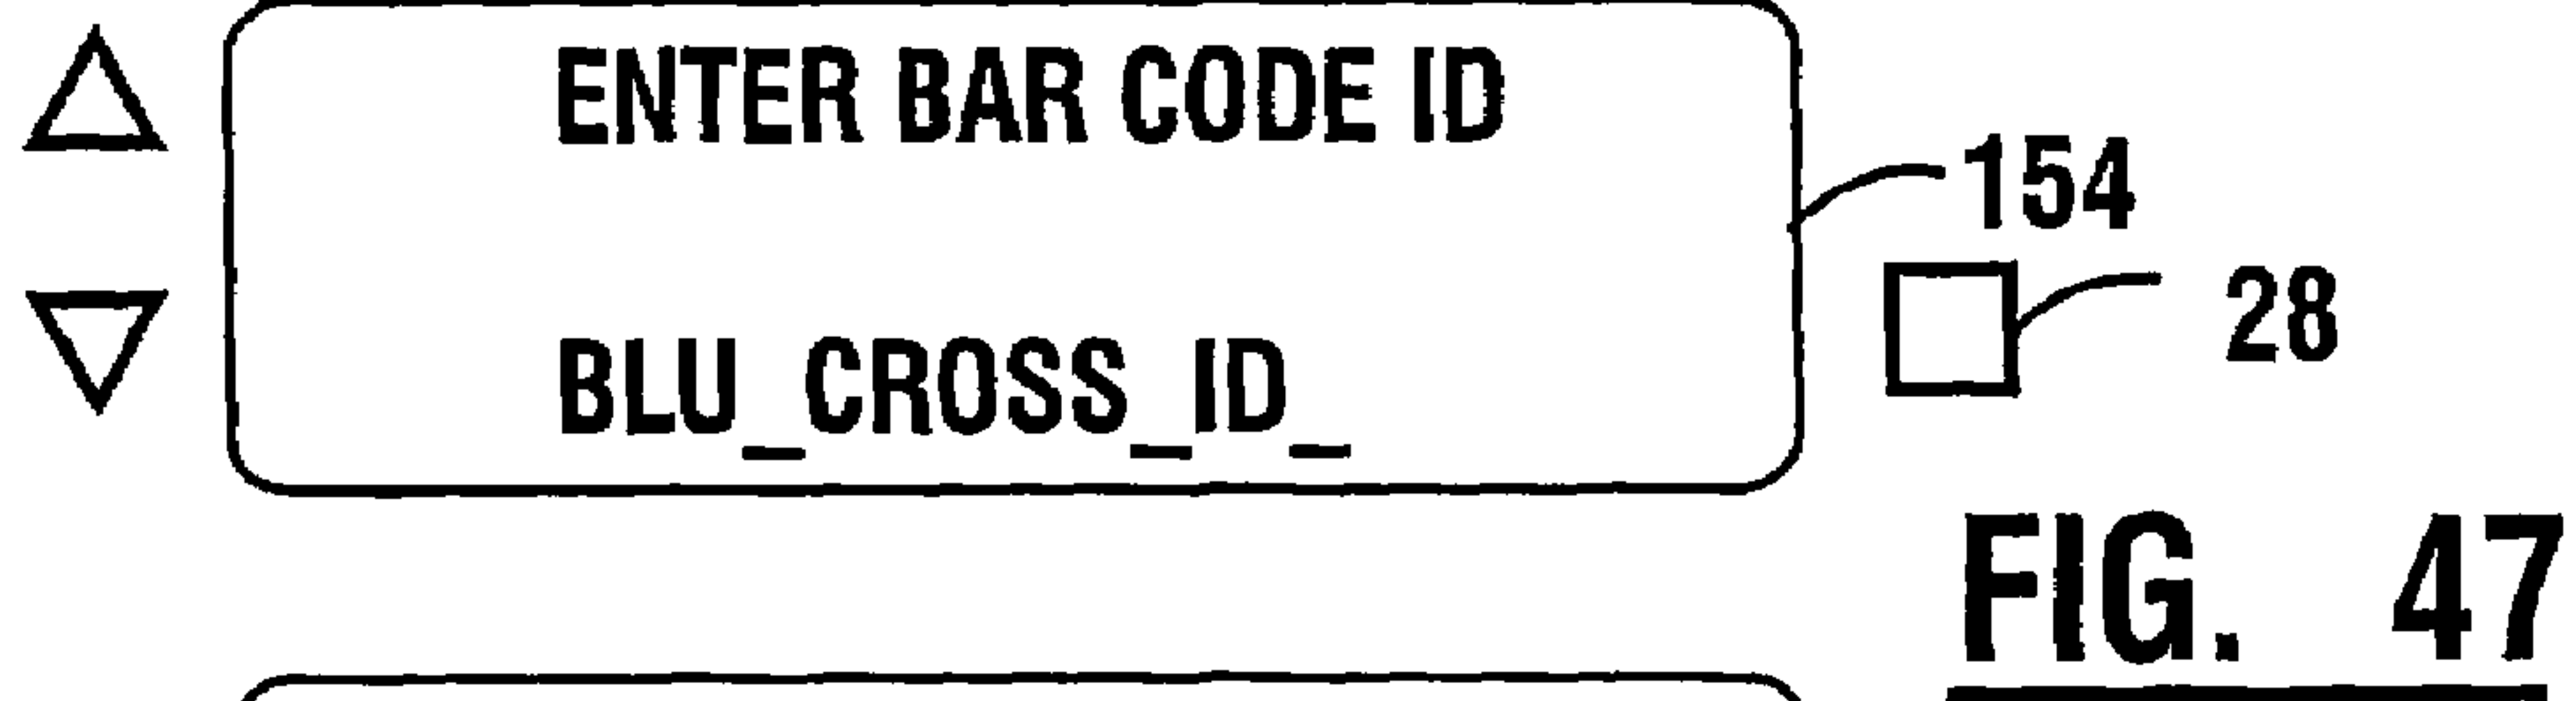 ENTER BAR CODE ID
154
28
BLU_CROSS_ID_
FIG. 47